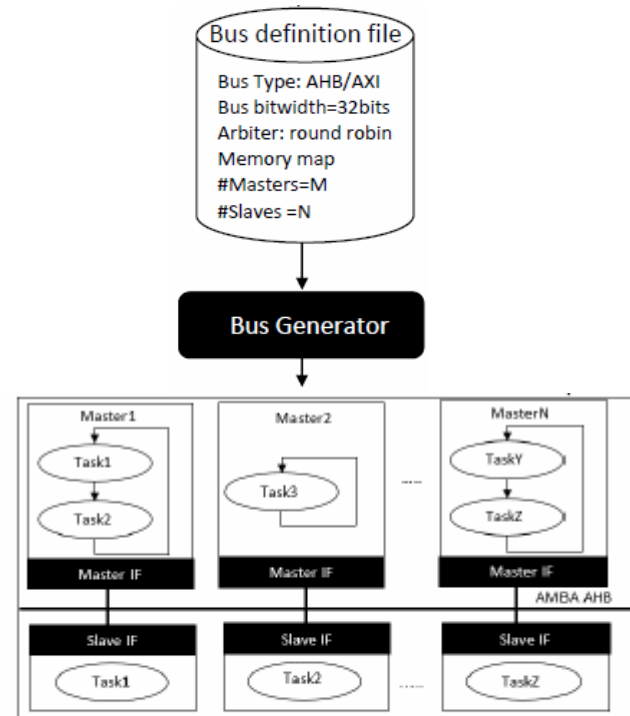 Bus definition file
Bus Type: AHB/AXI
Bus bitwidth=32bits
Arbiter: round robin
Memory map
#Masters=M
#Slaves =N
Bus Generator
Master1
Master2
MasterN
Task1
Task2
Task3
......
TaskY
TaskZ
Master IF
Master IF
Master IF
AMBA AHB
Slave IF
Slave IF
Slave IF
Task1
Task2
......
TaskZ